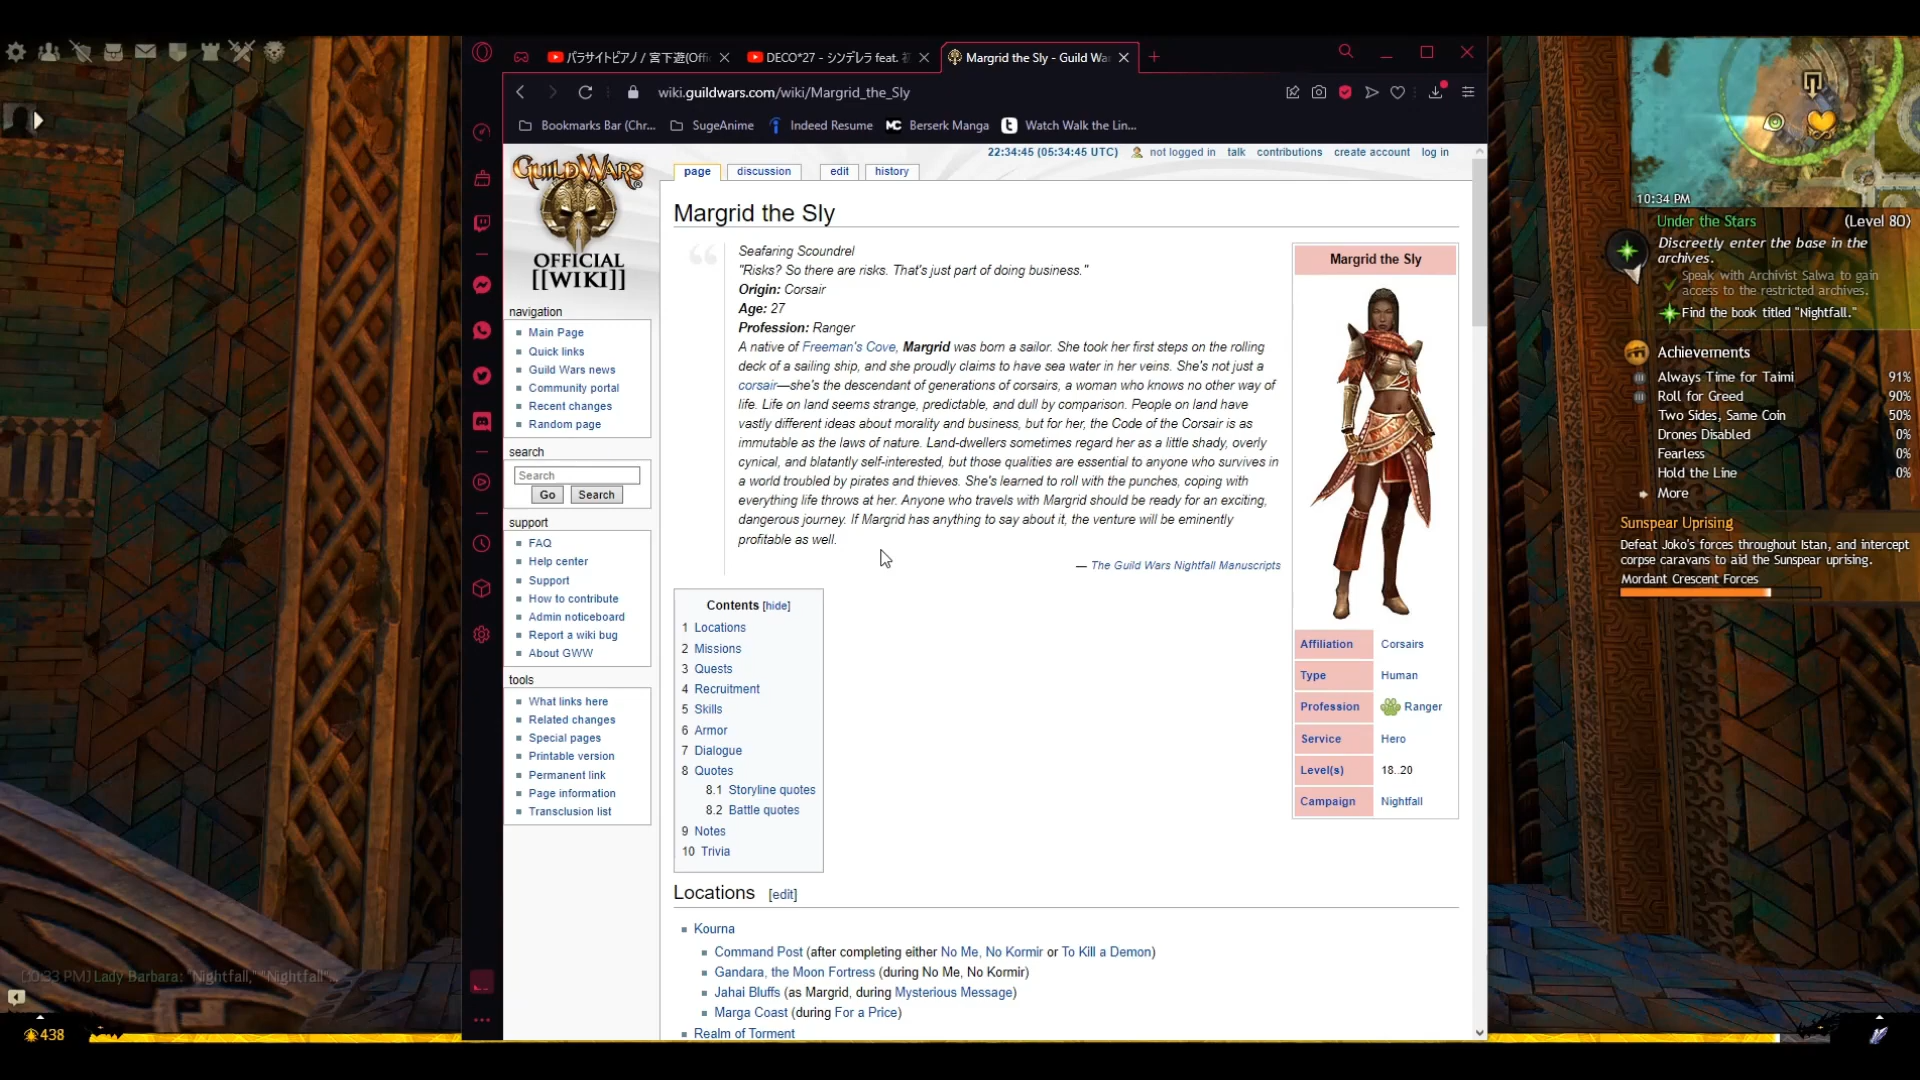 パラサイトピアノ / 宮下遊(Offi
DECO*27 - シンデレラ feat. 初
Margrid the Sly - Guild Wa
wiki.guildwars.com/wiki/Margrid_the_Sly
Bookmarks Bar (Chr...
SugeAnime
Indeed Resume
MC Berserk Manga
t Watch Walk the Lin...
GUILD WARS
OFFICIAL
[[WIKI]]
22:34:45 (05:34:45 UTC)
not logged in talk contributions create account log in
page discussion edit history
navigation
Main Page
Quick links
Guild Wars news
Community portal
Recent changes
Random page
search
Search
Go Search
support
FAQ
Help center
Support
How to contribute
Admin noticeboard
Report a wiki bug
About GWW
tools
What links here
Related changes
Special pages
Printable version
Permanent link
Page information
Transclusion list
Margrid the Sly
Seafaring Scoundrel
"Risks? So there are risks. That's just part of doing business."
Origin: Corsair
Age: 27
Profession: Ranger
A native of Freeman's Cove, Margrid was born a sailor. She took her first steps on the rolling
deck of a sailing ship, and she proudly claims to have sea water in her veins. She's not just a
corsair—she's the descendant of generations of corsairs, a woman who knows no other way of
life. Life on land seems strange, predictable, and dull by comparison. People on land have
vastly different ideas about morality and business, but for her, the Code of the Corsair is as
immutable as the laws of nature. Land-dwellers sometimes regard her as a little shady, overly
cynical, and blatantly self-interested, but those qualities are essential to anyone who survives in
a world troubled by pirates and thieves. She's learned to roll with the punches, coping with
everything life throws at her. Anyone who travels with Margrid should be ready for an exciting,
dangerous journey. If Margrid has anything to say about it, the venture will be eminently
profitable as well.
— The Guild Wars Nightfall Manuscripts
Margrid the Sly
Affiliation Corsairs
Type Human
Profession Ranger
Service Hero
Level(s) 18..20
Campaign Nightfall
Contents [hide]
1 Locations
2 Missions
3 Quests
4 Recruitment
5 Skills
6 Armor
7 Dialogue
8 Quotes
8.1 Storyline quotes
8.2 Battle quotes
9 Notes
10 Trivia
Locations [edit]
Kourna
Command Post (after completing either No Me, No Kormir or To Kill a Demon)
Gandara, the Moon Fortress (during No Me, No Kormir)
Jahai Bluffs (as Margrid, during Mysterious Message)
Marga Coast (during For a Price)
Realm of Torment
10:34 PM
Under the Stars (Level 80)
Discreetly enter the base in the
archives.
Speak with Archivist Salwa to gain
access to the restricted archives.
Find the book titled "Nightfall."
Achievements
Always Time for Taimi 91%
Roll for Greed 90%
Two Sides, Same Coin 50%
Drones Disabled 0%
Fearless 0%
Hold the Line 0%
More
Sunspear Uprising
Defeat Joko's forces throughout Istan, and intercept
corpse caravans to aid the Sunspear uprising.
Mordant Crescent Forces
[10:33 PM] Lady Barbara: "Nightfall," "Nightfall"...
438